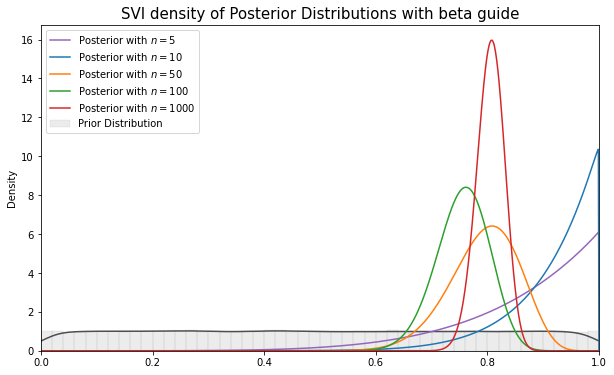 SVI density of Posterior Distributions with beta guide
Posterior with n = 5
Posterior with n = 10
Posterior with n = 50
Posterior with n = 100
Posterior with n = 1000
Prior Distribution
Density
16
14
12
10
8
6
4
2
0
0.0 0.2 0.4 0.6 0.8 1.0